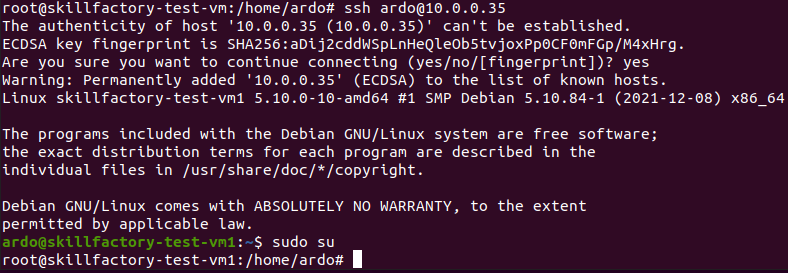 root@skillfactory-test-vm:/home/ardo# ssh ardo@10.0.0.35
The authenticity of host '10.0.0.35 (10.0.0.35)' can't be established.
ECDSA key fingerprint is SHA256:aDij2cddWSpLnHeQleOb5tvjoxPp0CF0mFGp/M4xHrg.
Are you sure you want to continue connecting (yes/no/[fingerprint])? yes
Warning: Permanently added '10.0.0.35' (ECDSA) to the list of known hosts.
Linux skillfactory-test-vm1 5.10.0-10-amd64 #1 SMP Debian 5.10.84-1 (2021-12-08) x86_64
The programs included with the Debian GNU/Linux system are free software;
the exact distribution terms for each program are described in the
individual files in /usr/share/doc/*/copyright.
Debian GNU/Linux comes with ABSOLUTELY NO WARRANTY, to the extent
permitted by applicable law.
ardo@skillfactory-test-vm1:~$ sudo su
root@skillfactory-test-vm1:/home/ardo#